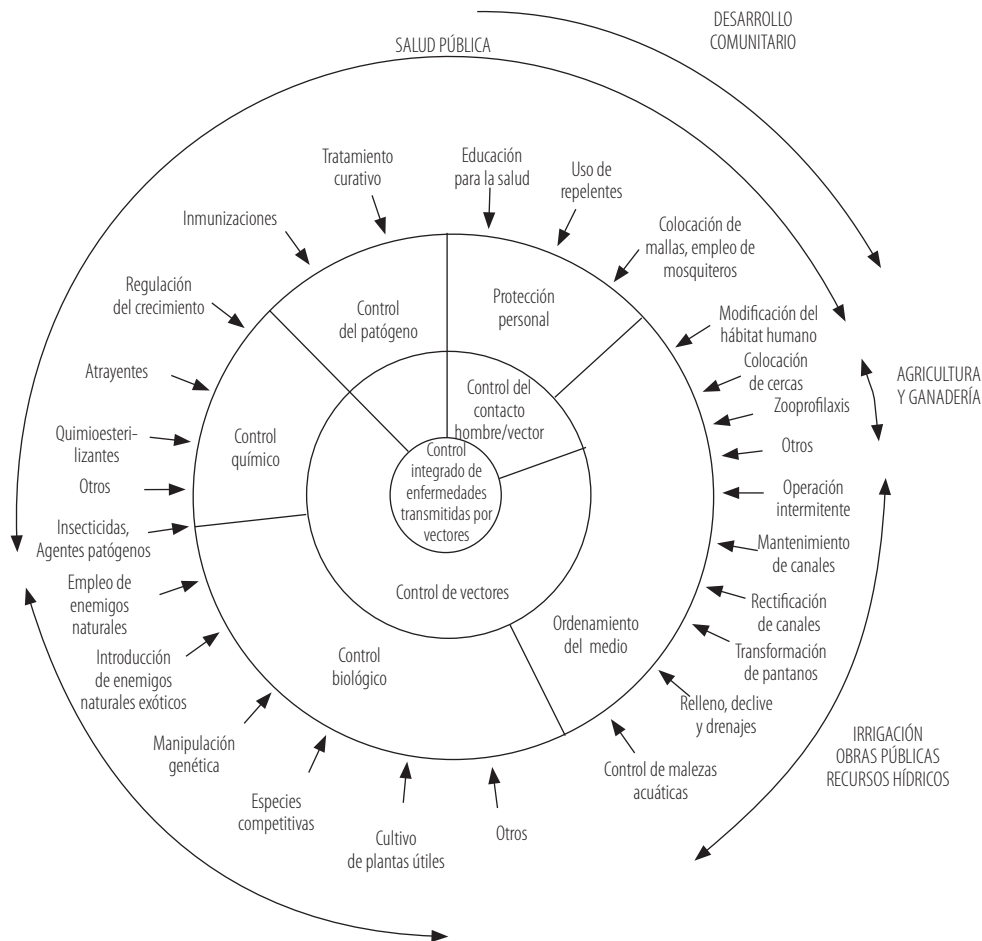 DESARROLLO
COMUNITARIO
SALUD PÚBLICA
Tratamiento
curativo
Educación
para la salud
Uso de
repelentes
Inmunizaciones
Colocación de
mallas, empleo de
mosquiteros
Regulación
del crecimiento
Control
del patógeno
Protección
personal
Modificación del
hábitat humano
Colocación
de cercas
Atrayentes
Control del
contacto
hombre/vector
AGRICULTURA
Y GANADERÍA
Zooprofilaxis
Quimioesteri-
lizantes
Control
químico
Control
integrado de
enfermedades
transmitidas por
vectores
Otros
Otros
Operación
intermitente
Insecticidas,
Agentes patógenos
Mantenimiento
de canales
Empleo de
enemigos
naturales
Control de vectores
Rectificación
de canales
Ordenamiento
del medio
Introducción
de enemigos
naturales exóticos
Control
biológico
Transformación
de pantanos
Relleno, declive
y drenajes
Manipulación
genética
IRRIGACIÓN
OBRAS PÚBLICAS
RECURSOS HÍDRICOS
Control de malezas
acuáticas
Especies
competitivas
Cultivo
de plantas útiles
Otros